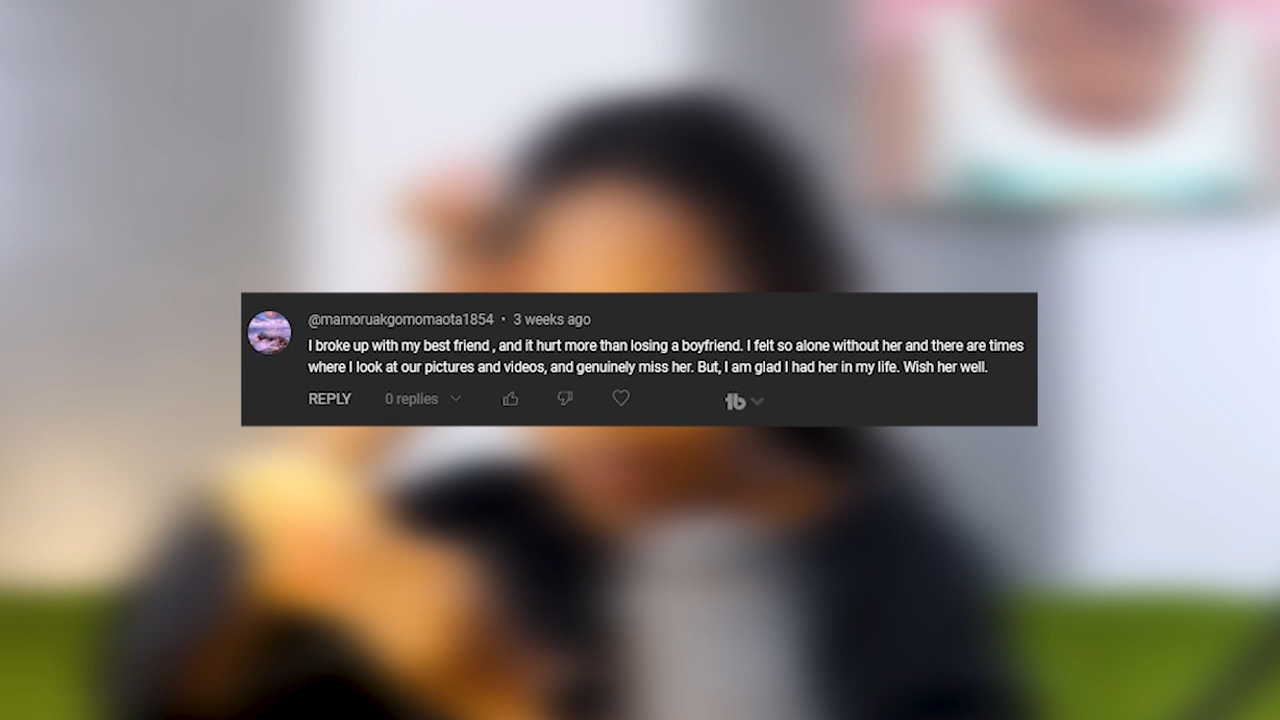 @mamoruakgomomaota1854 • 3 weeks ago
I broke up with my best friend , and it hurt more than losing a boyfriend. I felt so alone without her and there are times
where I look at our pictures and videos, and genuinely miss her. But, I am glad I had her in my life. Wish her well.
REPLY 0 replies
tb